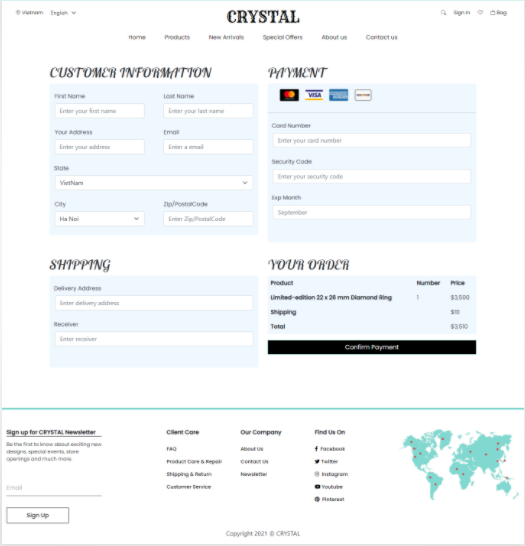 Vietnam English Sign In Bag
CRYSTAL
Home Products New Arrivals Special Offers About us Contact us
CUSTOMER INFORMATION
First Name Last Name
Enter your first name Enter your last name
Your Address Email
Enter your address Enter a email
State
VietNam
City Zip/PostalCode
Ha Noi Enter Zip/PostalCode
PAYMENT
VISA
Card Number
Enter your card number
Security Code
Enter your security code
Exp Month
September
SHIPPING
Delivery Address
Enter delivery address
Receiver
Enter receiver
YOUR ORDER
Product Number Price
Limited-edition 22 x 26 mm Diamond Ring 1 $3,500
Shipping $10
Total $3,510
Confirm Payment
Sign up for CRYSTAL Newsletter
Be the first to know about exciting new
designs, special events, store
openings and much more.
Email
Sign Up
Client Care
FAQ
Product Care & Repair
Shipping & Return
Customer Service
Our Company
About Us
Contact Us
Newsletter
Find Us On
Facebook
Twitter
Instagram
Youtube
Pinterest
Copyright 2021 © CRYSTAL